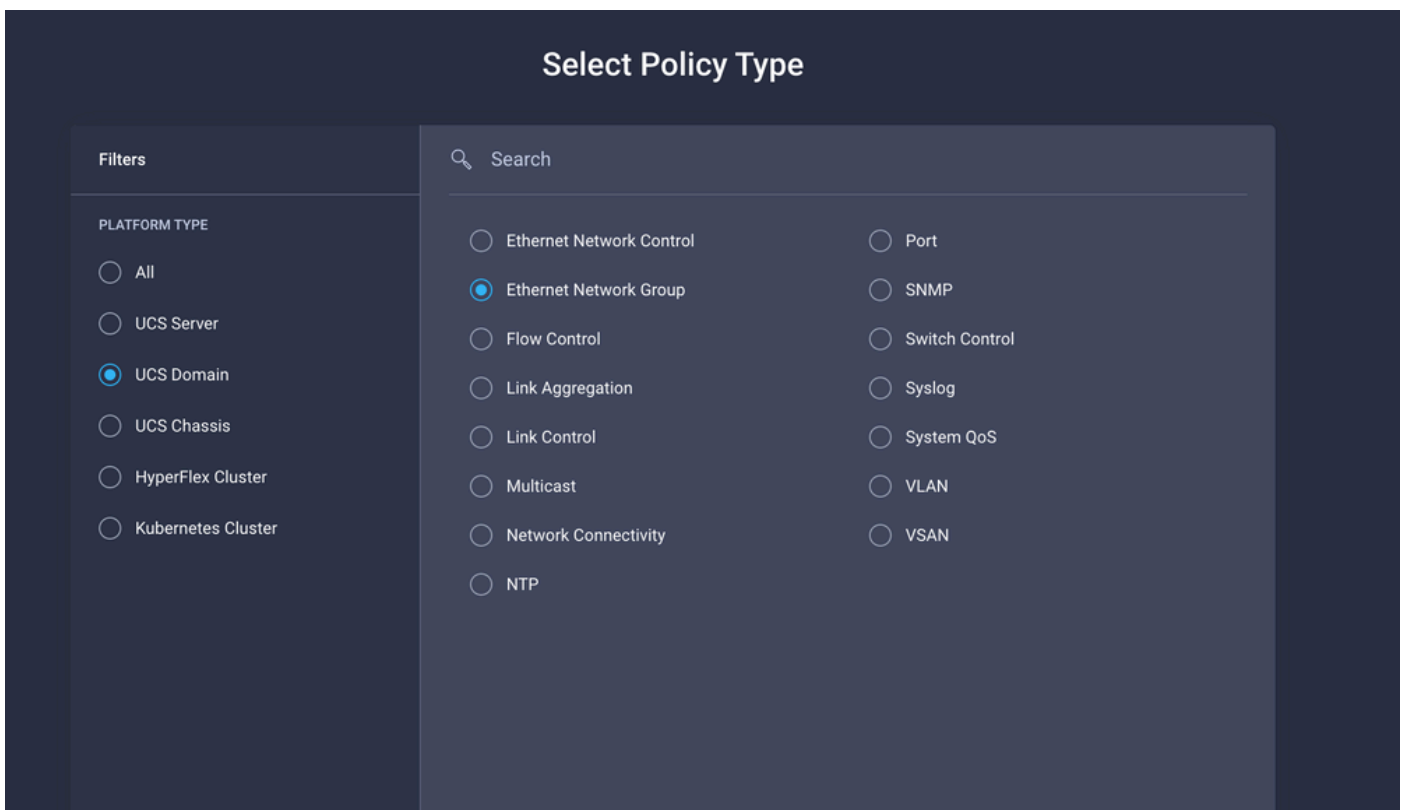 Select Policy Type
Filters
Search
PLATFORM TYPE
All
UCS Server
UCS Domain
UCS Chassis
HyperFlex Cluster
Kubernetes Cluster
Ethernet Network Control
Ethernet Network Group
Flow Control
Link Aggregation
Link Control
Multicast
Network Connectivity
NTP
Port
SNMP
Switch Control
Syslog
System QoS
VLAN
VSAN